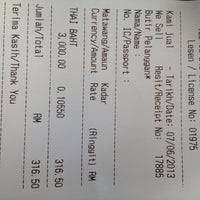 Lesen / License No: 01975
Kami Jual - Tarikh/Date: 07/06/2013
We Sell Resit/Receipt No: 17885
Butir Pelanggan
Nama/Name:
No. IC/Passport:
Matawang/Amaun Kadar (Ringgit) RM
Currency/Amount Rate
THAI BAHT
3,000.00 0.10550 316.50
Jumlah/Total RM 316.50
Terima Kasih/Thank You